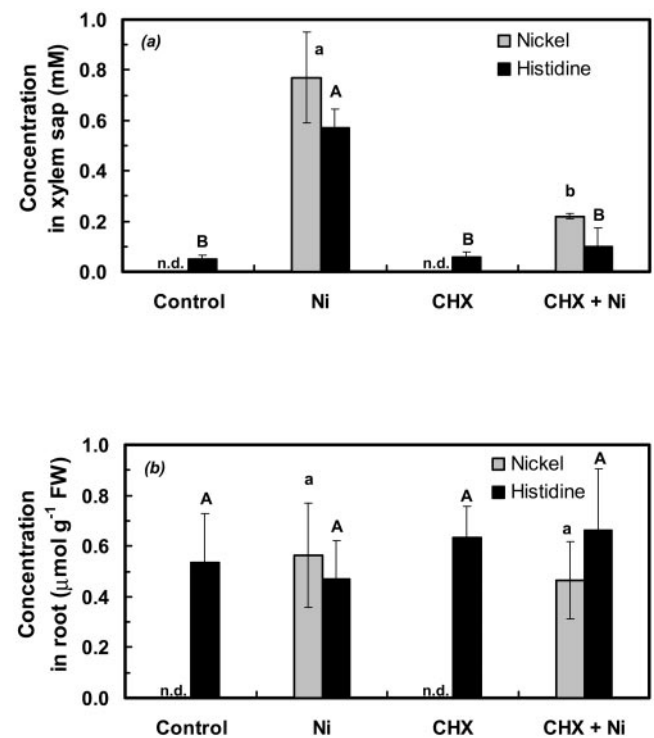 Concentration
in xylem sap (mM)
1.0
0.8
0.6
0.4
0.2
0.0
(a)
Nickel
Histidine
a
A
b
B
B
B
n.d.
n.d.
Control
Ni
CHX
CHX + Ni
Concentration
in root (μmol g⁻¹ FW)
1.0
0.8
0.6
0.4
0.2
0.0
(b)
Nickel
Histidine
A
a
A
A
a
A
n.d.
n.d.
Control
Ni
CHX
CHX + Ni